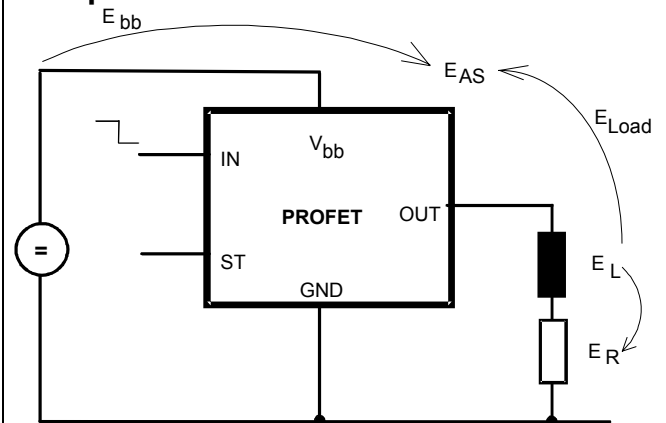 E bb
E AS
E Load
V bb
IN
PROFET
OUT
=
ST
GND
E L
E R